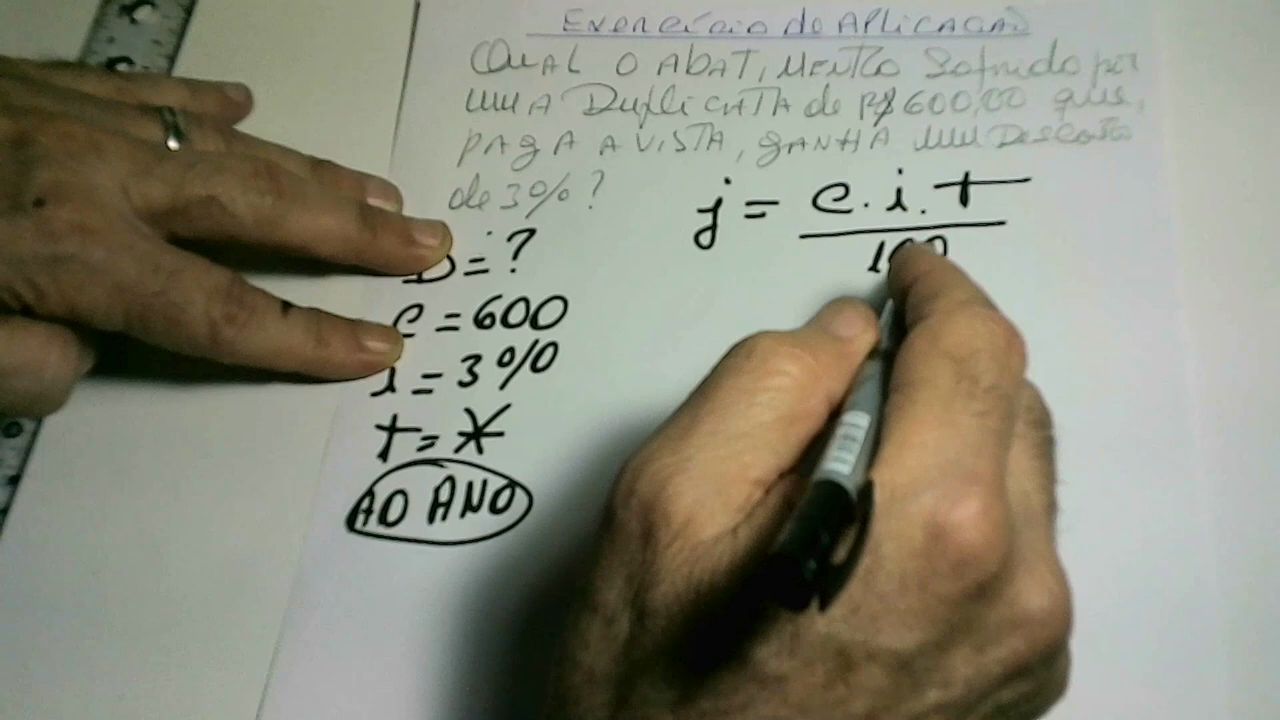 Exercício de APLICAÇÃO
QUAL O ABATIMENTO Sofrido por
uma Duplicata de R$600,00 que,
PAGA A VISTA, GANHA um Desconto
de 3%?
j = c.i.t
100
D = ?
C = 600
i = 3%
t = X
AO ANO